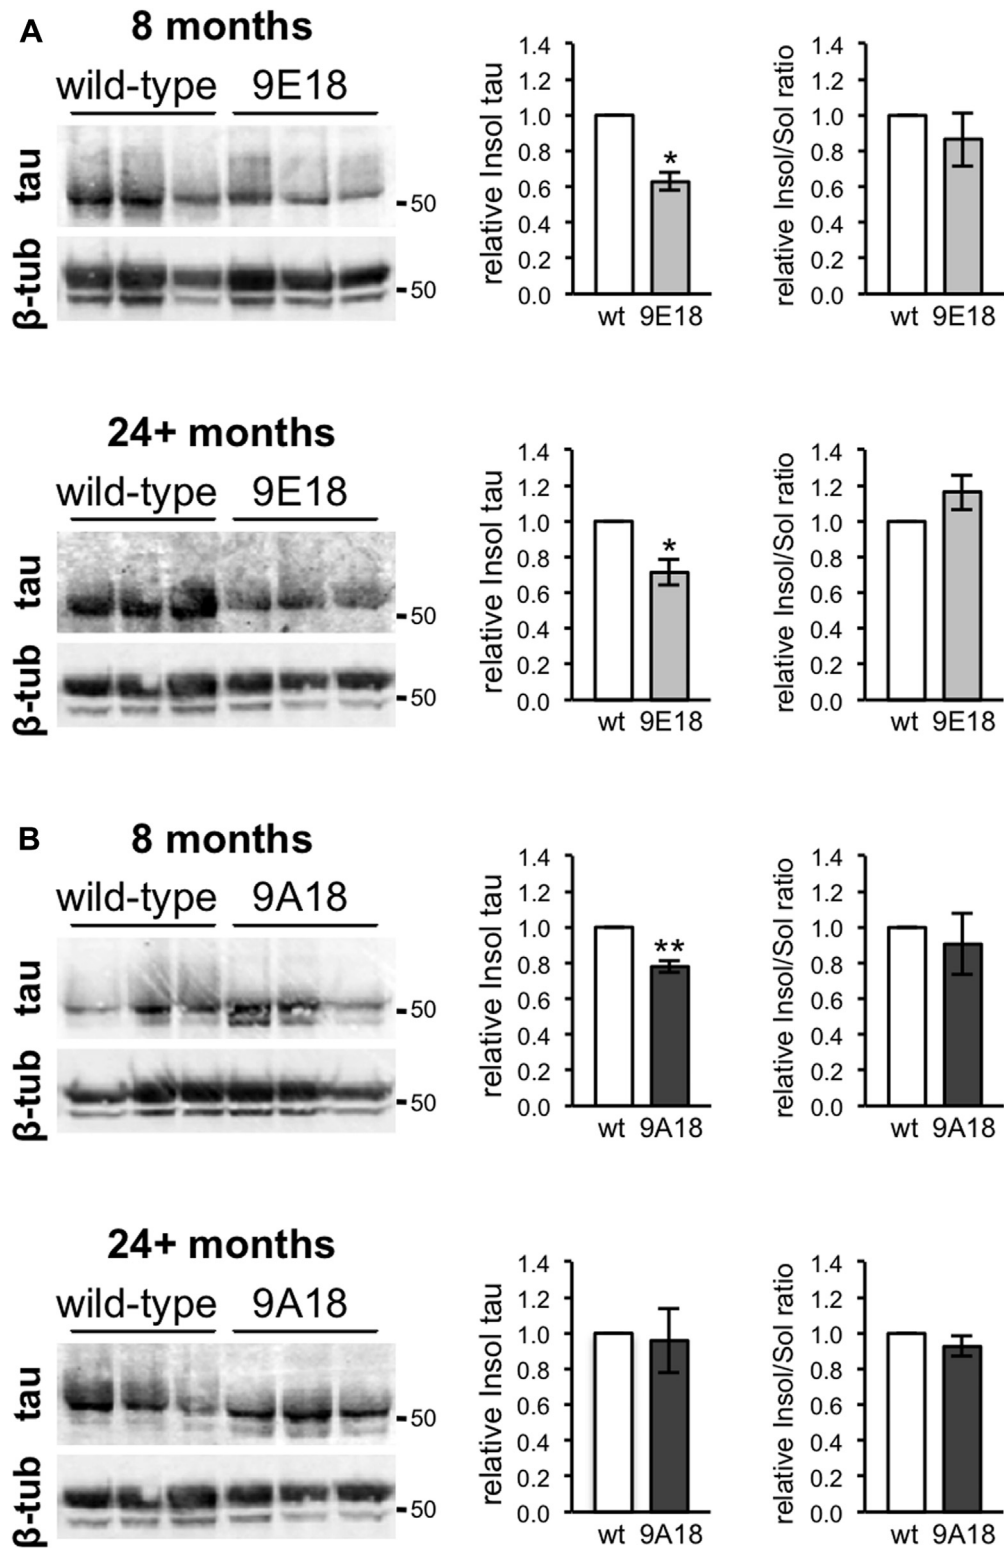 A
8 months
wild-type 9E18
tau
50
β-tub
50
relative Insol tau
1.4
1.2
1.0
0.8
0.6
0.4
0.2
0.0
*
wt 9E18
relative Insol/Sol ratio
1.4
1.2
1.0
0.8
0.6
0.4
0.2
0.0
wt 9E18
24+ months
wild-type 9E18
tau
50
β-tub
50
relative Insol tau
1.4
1.2
1.0
0.8
0.6
0.4
0.2
0.0
*
wt 9E18
relative Insol/Sol ratio
1.4
1.2
1.0
0.8
0.6
0.4
0.2
0.0
wt 9E18
B
8 months
wild-type 9A18
tau
50
β-tub
50
relative Insol tau
1.4
1.2
1.0
0.8
0.6
0.4
0.2
0.0
**
wt 9A18
relative Insol/Sol ratio
1.4
1.2
1.0
0.8
0.6
0.4
0.2
0.0
wt 9A18
24+ months
wild-type 9A18
tau
50
β-tub
50
relative Insol tau
1.4
1.2
1.0
0.8
0.6
0.4
0.2
0.0
wt 9A18
relative Insol/Sol ratio
1.4
1.2
1.0
0.8
0.6
0.4
0.2
0.0
wt 9A18